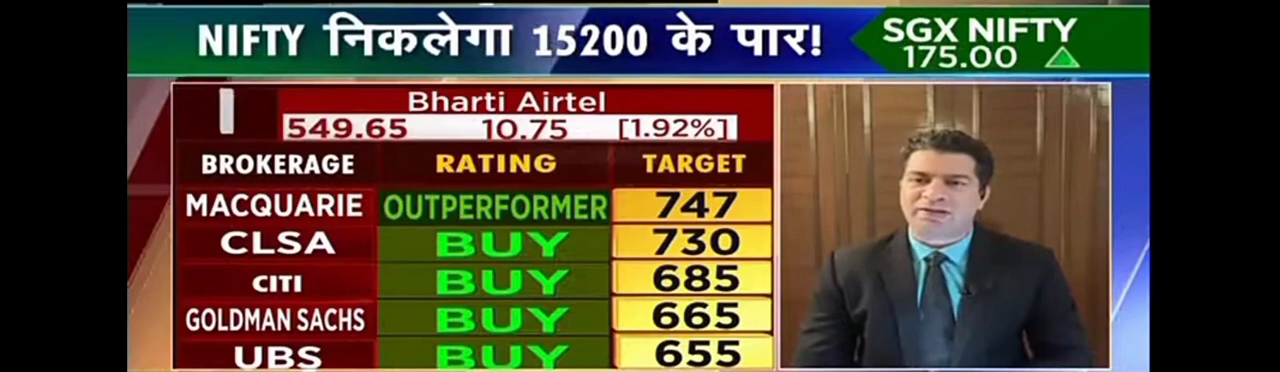 NIFTY निकलेगा 15200 के पार!
SGX NIFTY
175.00
Bharti Airtel
549.65 10.75 [1.92%]
BROKERAGE RATING TARGET
MACQUARIE OUTPERFORMER 747
CLSA BUY 730
CITI BUY 685
GOLDMAN SACHS BUY 665
UBS BUY 655